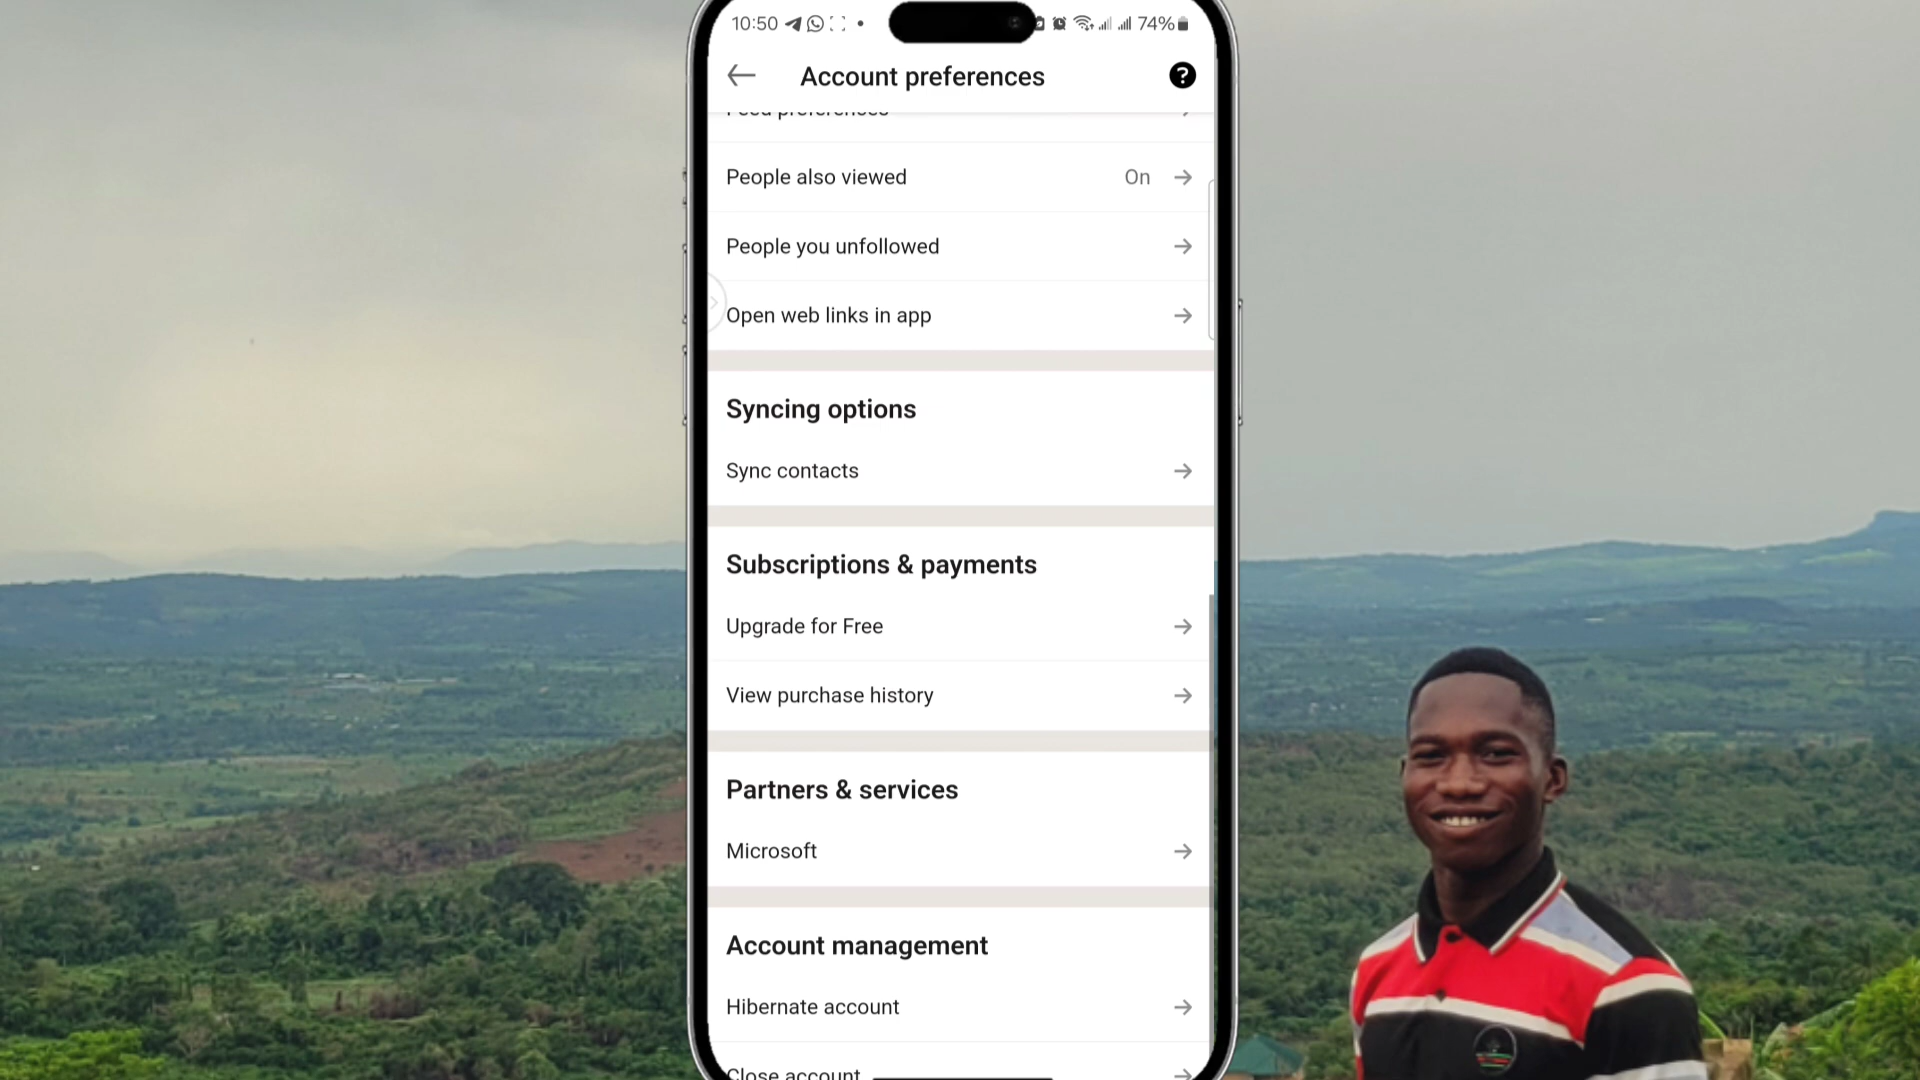 10:50
74%
Account preferences
?
Feed preferences
People also viewed On
People you unfollowed
Open web links in app
Syncing options
Sync contacts
Subscriptions & payments
Upgrade for Free
View purchase history
Partners & services
Microsoft
Account management
Hibernate account
Close account